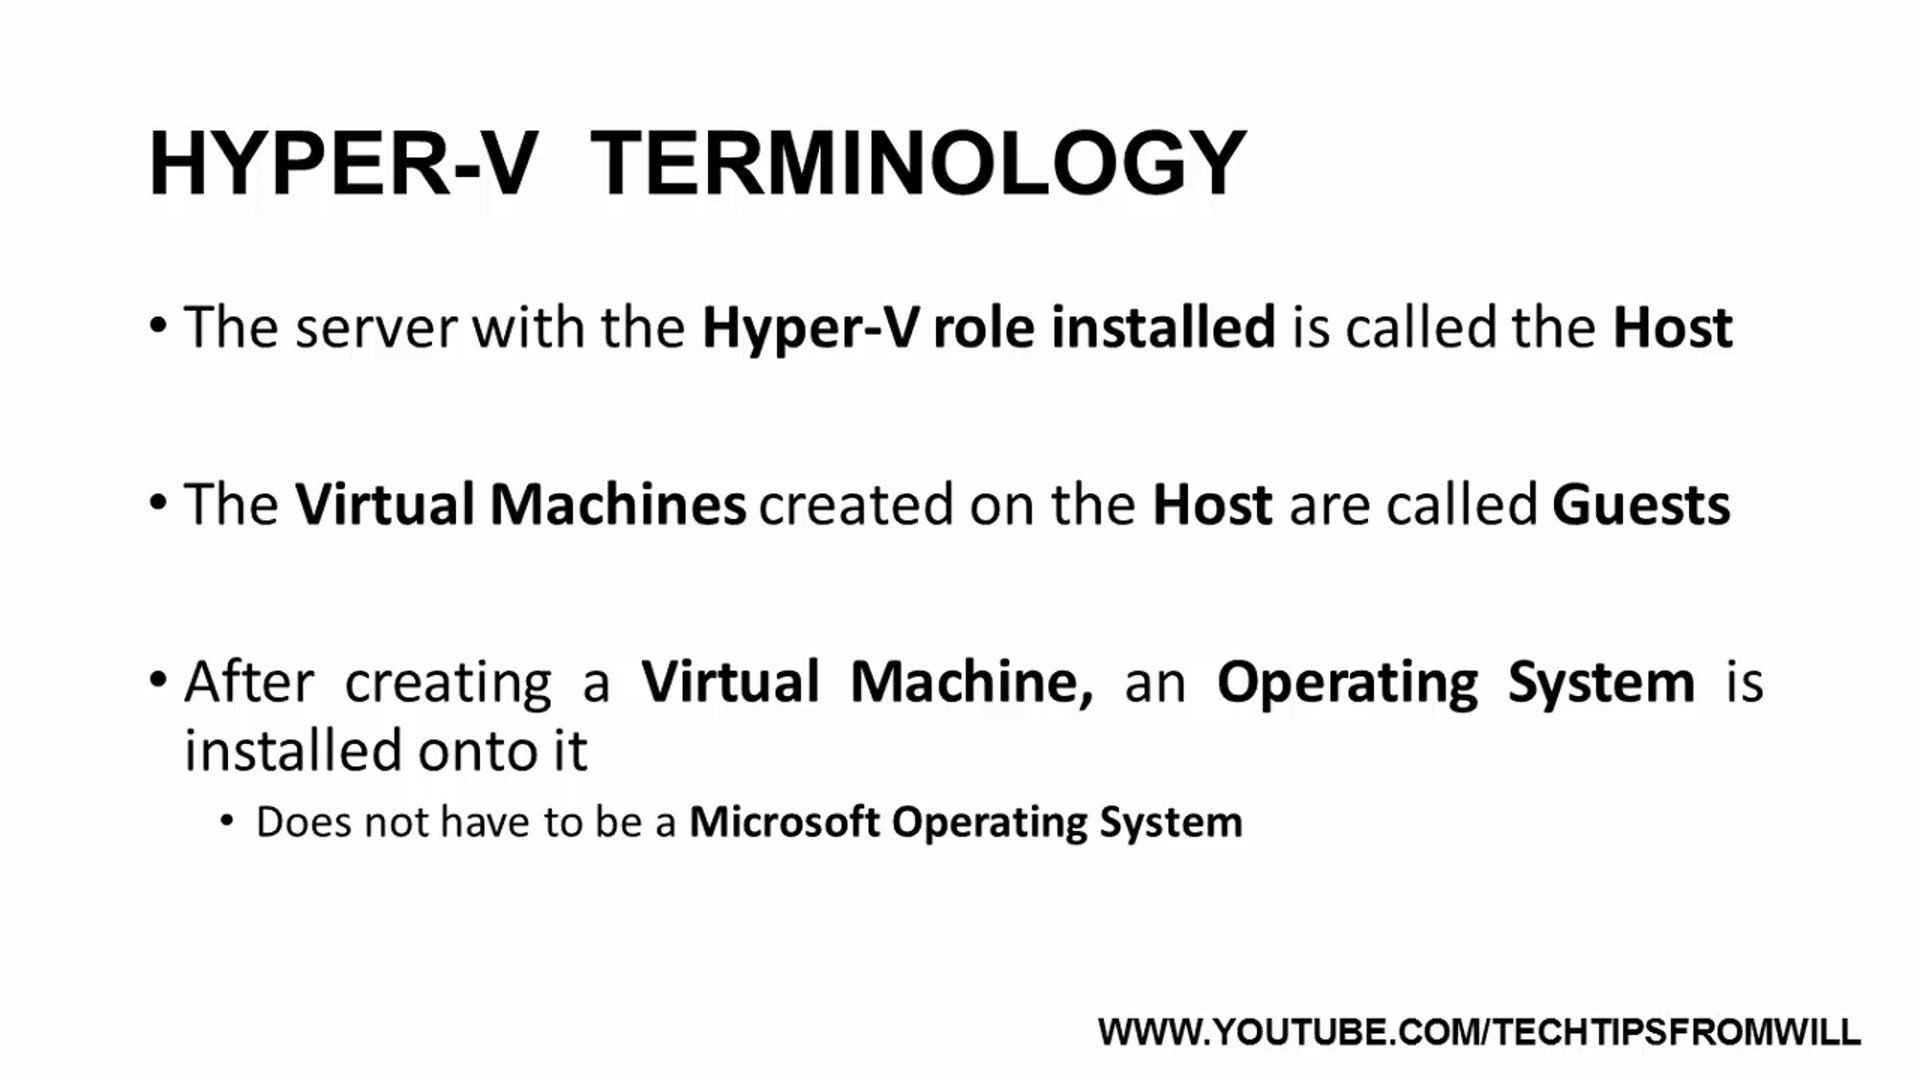 HYPER-V TERMINOLOGY
• The server with the Hyper-V role installed is called the Host
• The Virtual Machines created on the Host are called Guests
• After creating a Virtual Machine, an Operating System is
installed onto it
• Does not have to be a Microsoft Operating System
WWW.YOUTUBE.COM/TECHTIPSFROMWILL